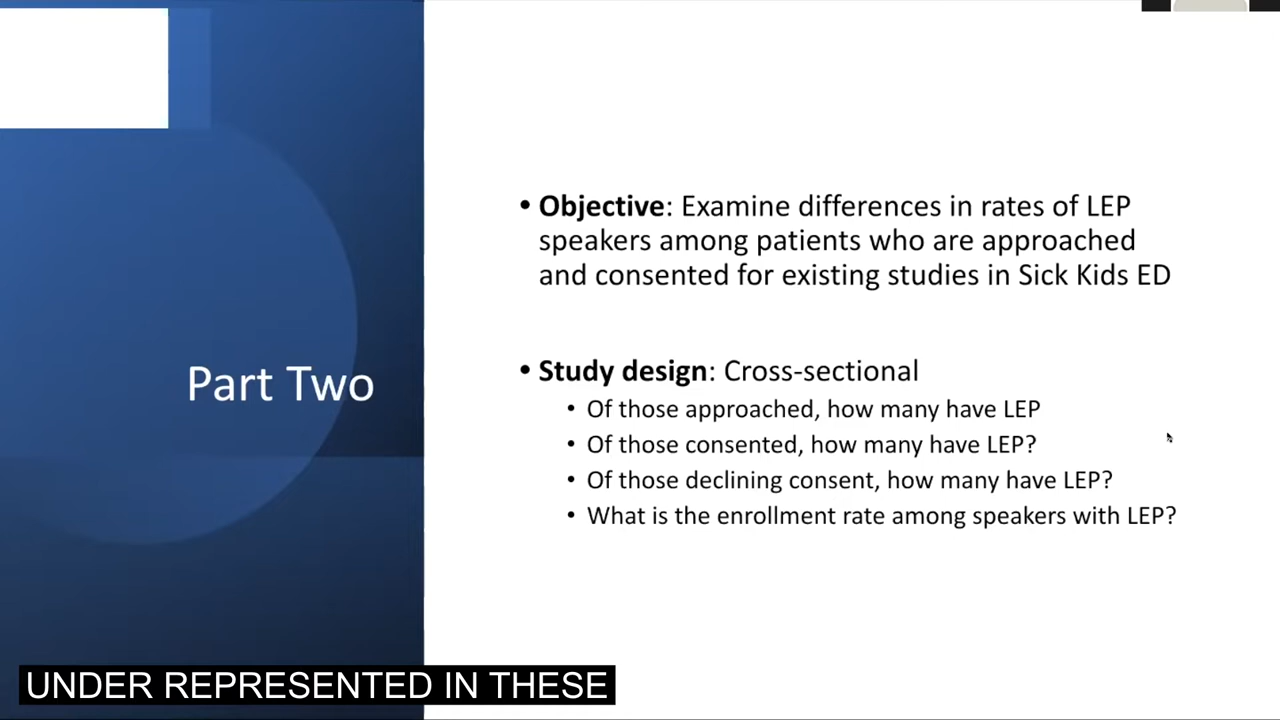 Part Two
• Objective: Examine differences in rates of LEP
speakers among patients who are approached
and consented for existing studies in Sick Kids ED
• Study design: Cross-sectional
• Of those approached, how many have LEP
• Of those consented, how many have LEP?
• Of those declining consent, how many have LEP?
• What is the enrollment rate among speakers with LEP?
UNDER REPRESENTED IN THESE